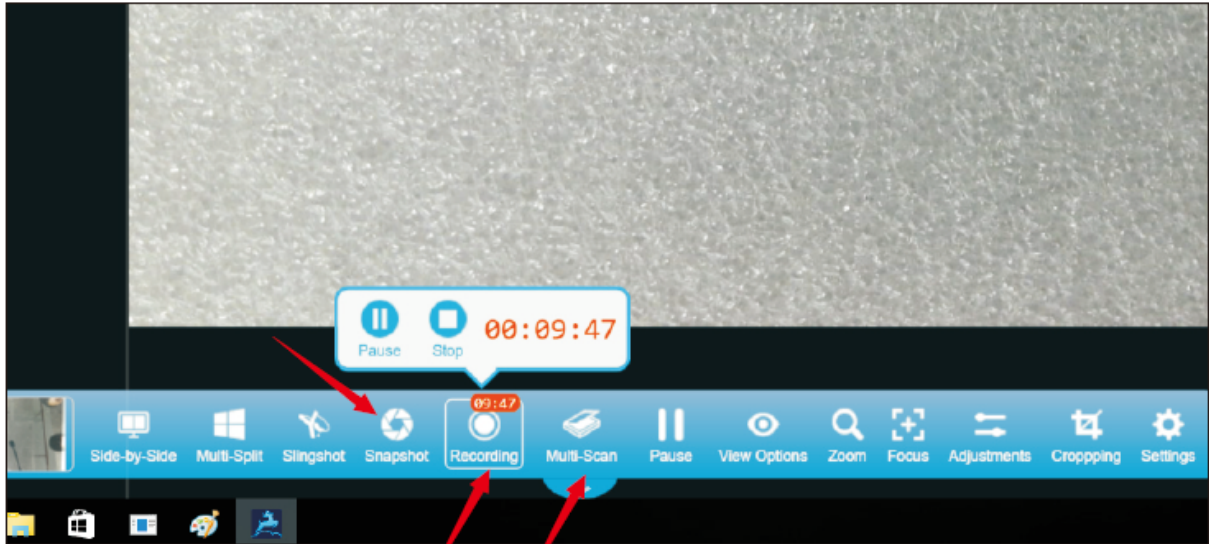 00:09:47
Pause Stop
09:47
Side-by-Side Multi-Split Slingshot Snapshot Recording Multi-Scan Pause View Options Zoom Focus Adjustments Croppping Settings